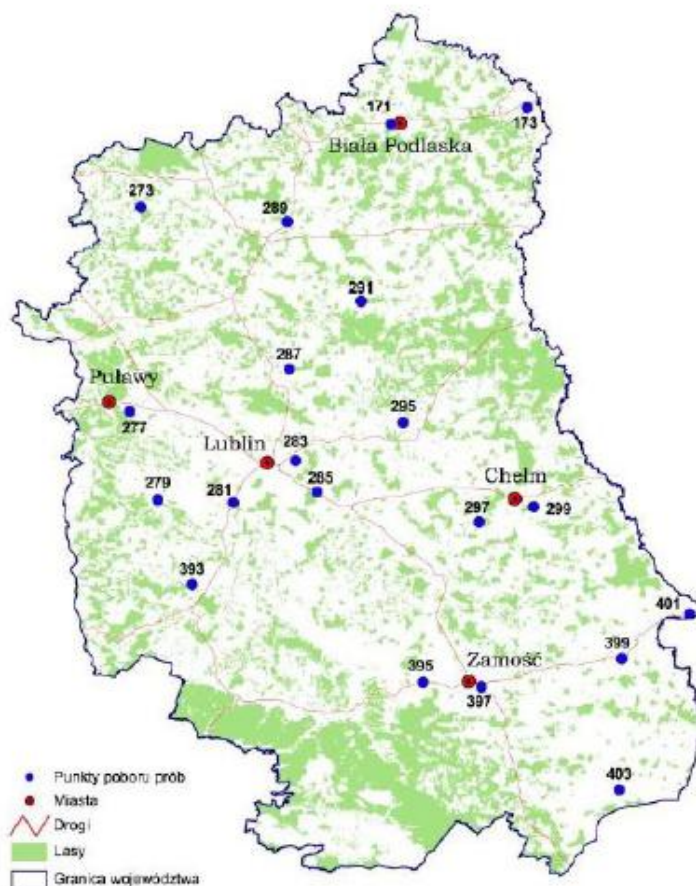 171
173
Biała Podlaska
273
289
291
287
Puławy
277
295
Lublin
283
285
279
281
Chełm
297
299
393
401
399
Zamość
395
397
403
Punkty poboru prób
Miasta
Drogi
Lasy
Granica województwa